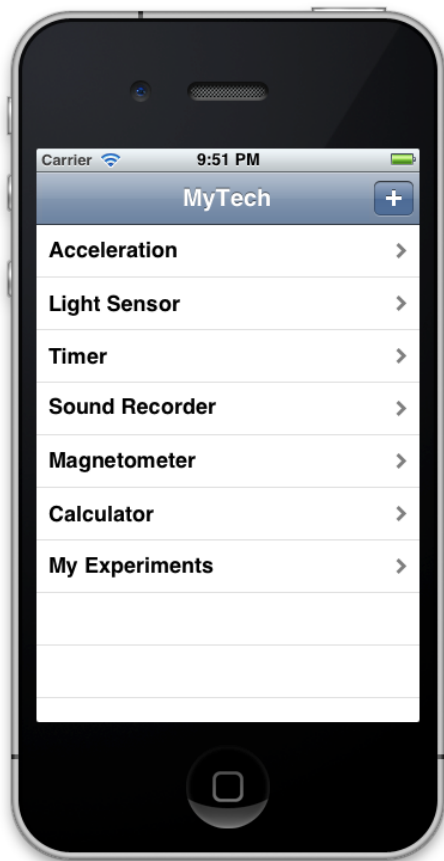 Carrier 9:51 PM
MyTech +
Acceleration
Light Sensor
Timer
Sound Recorder
Magnetometer
Calculator
My Experiments